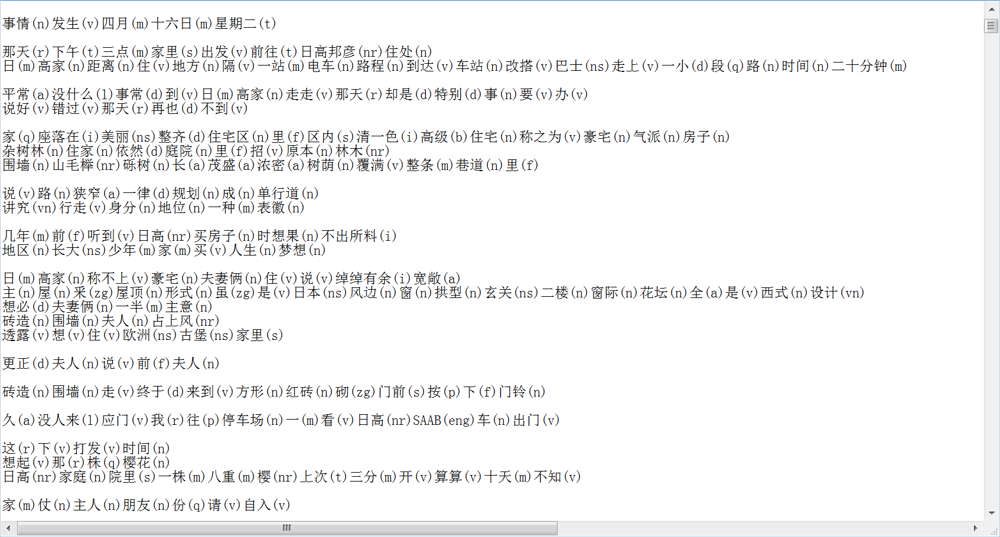 事情(n)发生(v)四月(m)十六日(m)星期二(t)
那天(r)下午(t)三点(m)家里(s)出发(v)前往(t)日高邦彦(nr)住处(n)
日(m)高家(n)距离(n)住(v)地方(n)隔(v)一站(m)电车(n)路程(n)到达(v)车站(n)改搭(v)巴士(ns)走上(v)一小(d)段(q)路(n)时间(n)二十分钟(m)
平常(a)没什么(l)事常(d)到(v)日(m)高家(n)走走(v)那天(r)却是(d)特别(d)事(n)要(v)办(v)
说好(v)错过(v)那天(r)再也(d)不到(v)
家(q)座落在(i)美丽(ns)整齐(d)住宅区(n)里(f)区内(s)清一色(i)高级(b)住宅(n)称之为(v)豪宅(n)气派(n)房子(n)
杂树林(n)住家(n)依然(d)庭院(n)里(f)招(v)原本(n)林木(nr)
围墙(n)山毛榉(nr)砾树(n)长(a)茂盛(a)浓密(a)树荫(n)覆满(v)整条(m)巷道(n)里(f)
说(v)路(n)狭窄(a)一律(d)规划(n)成(n)单行道(n)
讲究(vn)行走(v)身分(n)地位(n)一种(m)表徽(n)
几年(m)前(f)听到(v)日高(nr)买房子(n)时想果(n)不出所料(i)
地区(n)长大(ns)少年(m)家(m)买(v)人生(n)梦想(n)
日(m)高家(n)称不上(v)豪宅(n)夫妻俩(n)住(v)说(v)绰绰有余(i)宽敞(a)
主(n)屋(n)采(zg)屋顶(n)形式(n)虽(zg)是(v)日本(ns)风边(n)窗(n)拱型(n)玄关(ns)二楼(n)窗际(n)花坛(n)全(a)是(v)西式(n)设计(vn)
想必(d)夫妻俩(n)一半(m)主意(n)
砖造(n)围墙(n)夫人(n)占上风(nr)
透露(v)想(v)住(v)欧洲(ns)古堡(ns)家里(s)
更正(d)夫人(n)说(v)前(f)夫人(n)
砖造(n)围墙(n)走(v)终于(d)来到(v)方形(n)红砖(n)砌(zg)门前(s)按(p)下(f)门铃(n)
久(a)没人来(l)应门(v)我(r)往(p)停车场(n)一(m)看(v)日高(nr)SAAB(eng)车(n)出门(v)
这(r)下(v)打发(v)时间(n)
想起(v)那(r)株(q)樱花(n)
日高(nr)家庭(n)院里(s)一株(m)八重(m)樱(nr)上次(t)三分(m)开(v)算算(v)十天(m)不知(v)
家(m)仗(n)主人(n)朋友(n)份(q)请(v)自入(v)